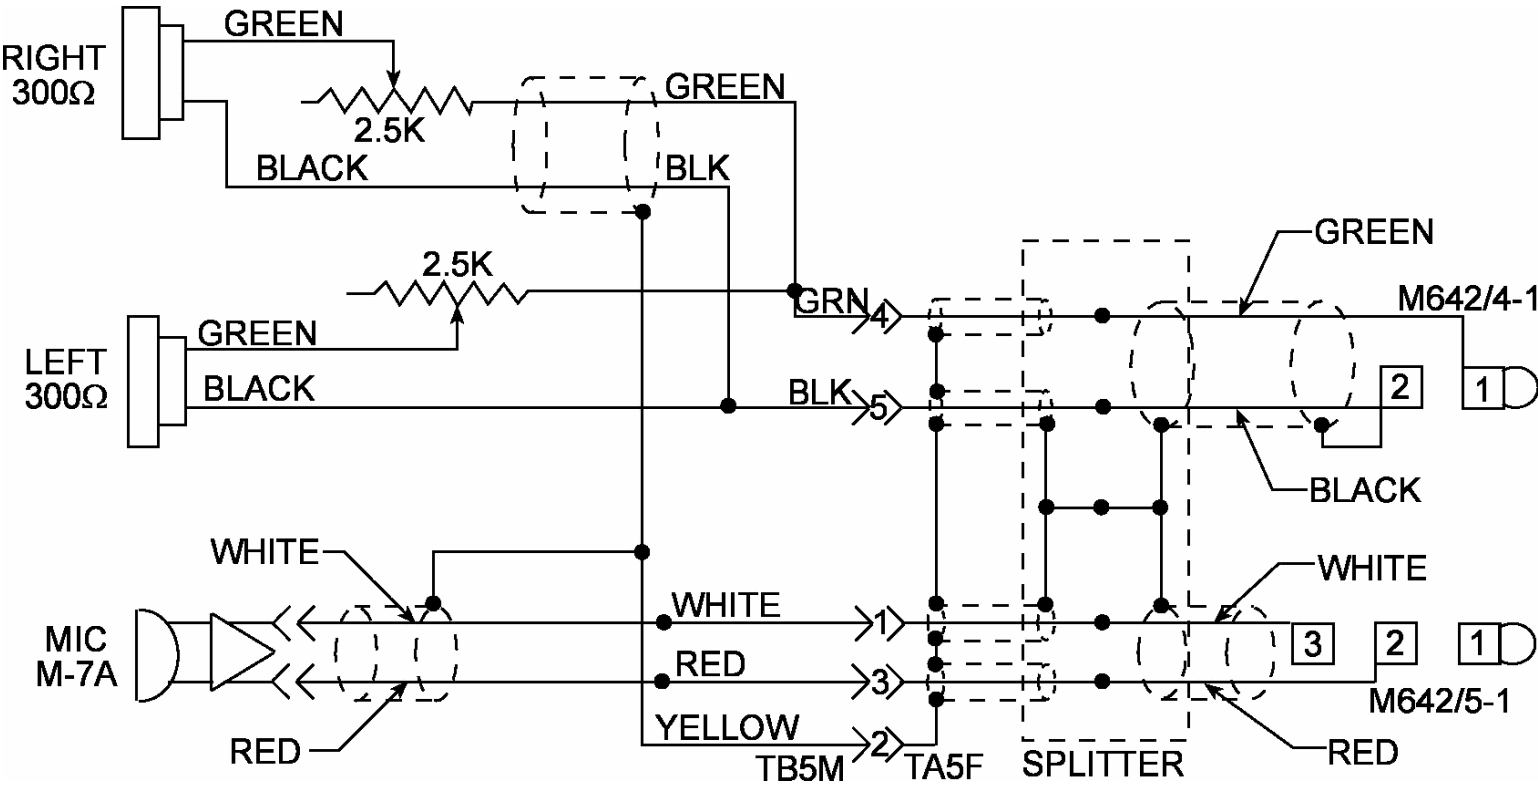 GREEN
RIGHT
300Ω
2.5K
GREEN
BLACK
BLK
GREEN
2.5K
GRN
4
M642/4-1
GREEN
LEFT
300Ω
BLACK
BLK
5
2
1
BLACK
WHITE
WHITE
WHITE
1
MIC
M-7A
3
2
1
RED
3
M642/5-1
RED
YELLOW
2
RED
TB5M
TA5F
SPLITTER